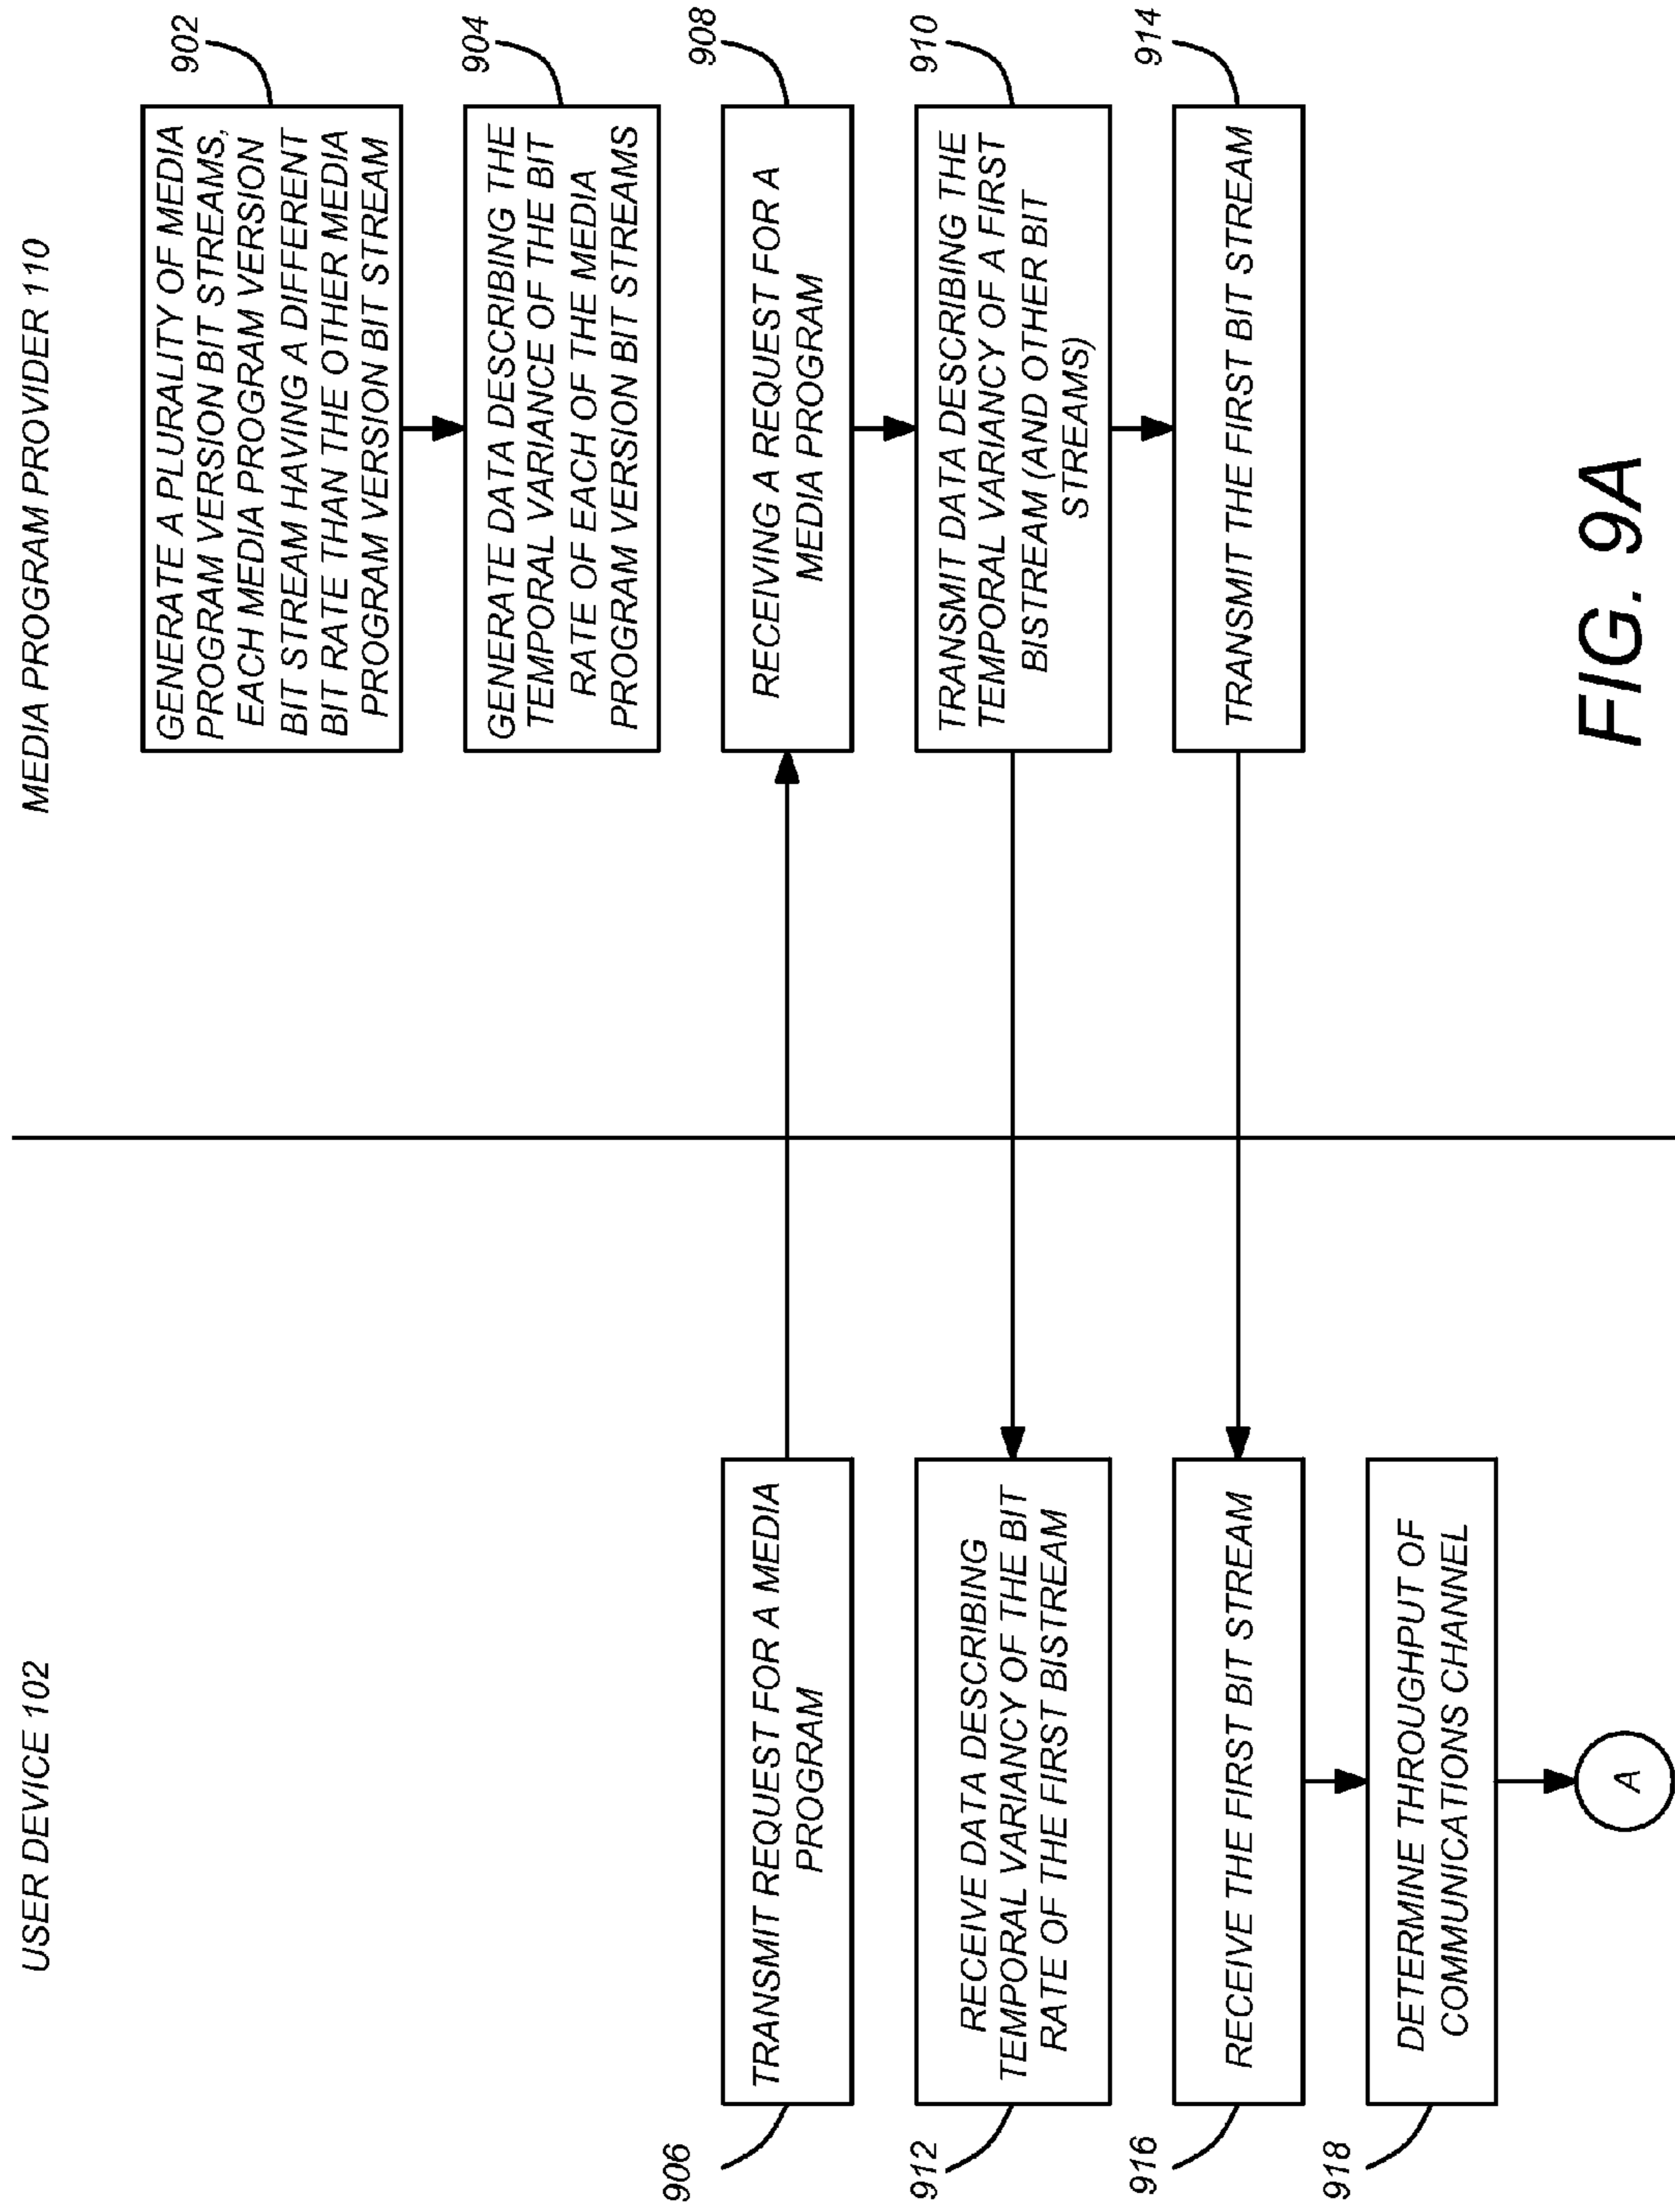 USER DEVICE 102
MEDIA PROGRAM PROVIDER 110
902
GENERATE A PLURALITY OF MEDIA
PROGRAM VERSION BIT STREAMS,
EACH MEDIA PROGRAM VERSION
BIT STREAM HAVING A DIFFERENT
BIT RATE THAN THE OTHER MEDIA
PROGRAM VERSION BIT STREAM
904
GENERATE DATA DESCRIBING THE
TEMPORAL VARIANCE OF THE BIT
RATE OF EACH OF THE MEDIA
PROGRAM VERSION BIT STREAMS
906
TRANSMIT REQUEST FOR A MEDIA
PROGRAM
908
RECEIVING A REQUEST FOR A
MEDIA PROGRAM
910
TRANSMIT DATA DESCRIBING THE
TEMPORAL VARIANCY OF A FIRST
BISTREAM (AND OTHER BIT
STREAMS)
912
RECEIVE DATA DESCRIBING
TEMPORAL VARIANCY OF THE BIT
RATE OF THE FIRST BISTREAM
914
TRANSMIT THE FIRST BIT STREAM
916
RECEIVE THE FIRST BIT STREAM
918
DETERMINE THROUGHPUT OF
COMMUNICATIONS CHANNEL
A
FIG. 9A